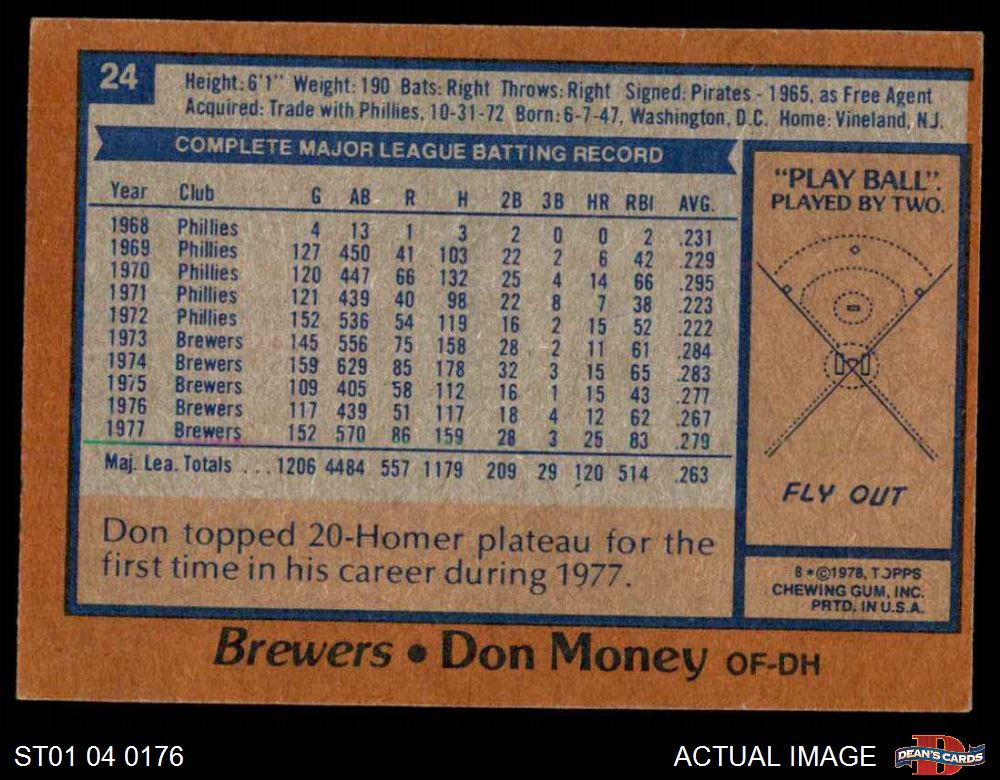 24
Height: 6'1" Weight: 190 Bats: Right Throws: Right Signed: Pirates - 1965, as Free Agent
Acquired: Trade with Phillies, 10-31-72 Born: 6-7-47, Washington, D.C. Home: Vineland, N.J.
COMPLETE MAJOR LEAGUE BATTING RECORD
Year Club G AB R H 2B 3B HR RBI AVG.
1968 Phillies 4 13 1 3 2 0 0 2 .231
1969 Phillies 127 450 41 103 22 2 6 42 .229
1970 Phillies 120 447 66 132 25 4 14 66 .295
1971 Phillies 121 439 40 98 22 8 7 38 .223
1972 Phillies 152 536 54 119 16 2 15 52 .222
1973 Brewers 145 556 75 158 28 2 11 61 .284
1974 Brewers 159 629 85 178 32 3 15 65 .283
1975 Brewers 109 405 58 112 16 1 15 43 .277
1976 Brewers 117 439 51 117 18 4 12 62 .267
1977 Brewers 152 570 86 159 28 3 25 83 .279
Maj. Lea. Totals ... 1206 4484 557 1179 209 29 120 514 .263
Don topped 20-Homer plateau for the
first time in his career during 1977.
"PLAY BALL".
PLAYED BY TWO.
FLY OUT
8*©1978, TOPPS
CHEWING GUM, INC.
PRTD. IN U.S.A.
Brewers • Don Money OF-DH
ST01 04 0176
ACTUAL IMAGE
D
DEAN'S CARDS